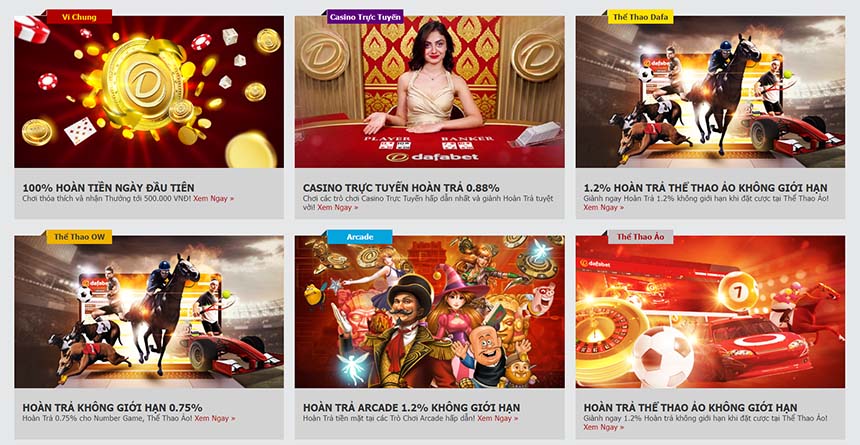 Ví Chung
Casino Trực Tuyến
Thể Thao Dafa
PLAYER BANKER
dafabet
dafabet
100% HOÀN TIỀN NGÀY ĐẦU TIÊN
Chơi thỏa thích và nhận Thưởng tới 500.000 VNĐ! Xem Ngay »
CASINO TRỰC TUYẾN HOÀN TRẢ 0.88%
Chơi các trò chơi Casino Trực Tuyến hấp dẫn nhất và giành Hoàn Trả tuyệt
vời! Xem Ngay »
1.2% HOÀN TRẢ THỂ THAO ẢO KHÔNG GIỚI HẠN
Giành ngay Hoàn Trả 1.2% không giới hạn khi đặt cược tại Thể Thao Ảo!
Xem Ngay »
Thể Thao OW
Arcade
Thể Thao Ảo
dafabet
dafabet
7
HOÀN TRẢ KHÔNG GIỚI HẠN 0.75%
Hoàn Trả 0.75% cho Number Game, Thể Thao Ảo! Xem Ngay »
HOÀN TRẢ ARCADE 1.2% KHÔNG GIỚI HẠN
Hoàn Trả tiền mặt tại các Trò Chơi Arcade hấp dẫn! Xem Ngay »
HOÀN TRẢ THỂ THAO ẢO KHÔNG GIỚI HẠN
Giành ngay 1.2% Hoàn Trả không giới hạn khi đặt cược tại Thể Thao Ảo!
Xem Ngay »